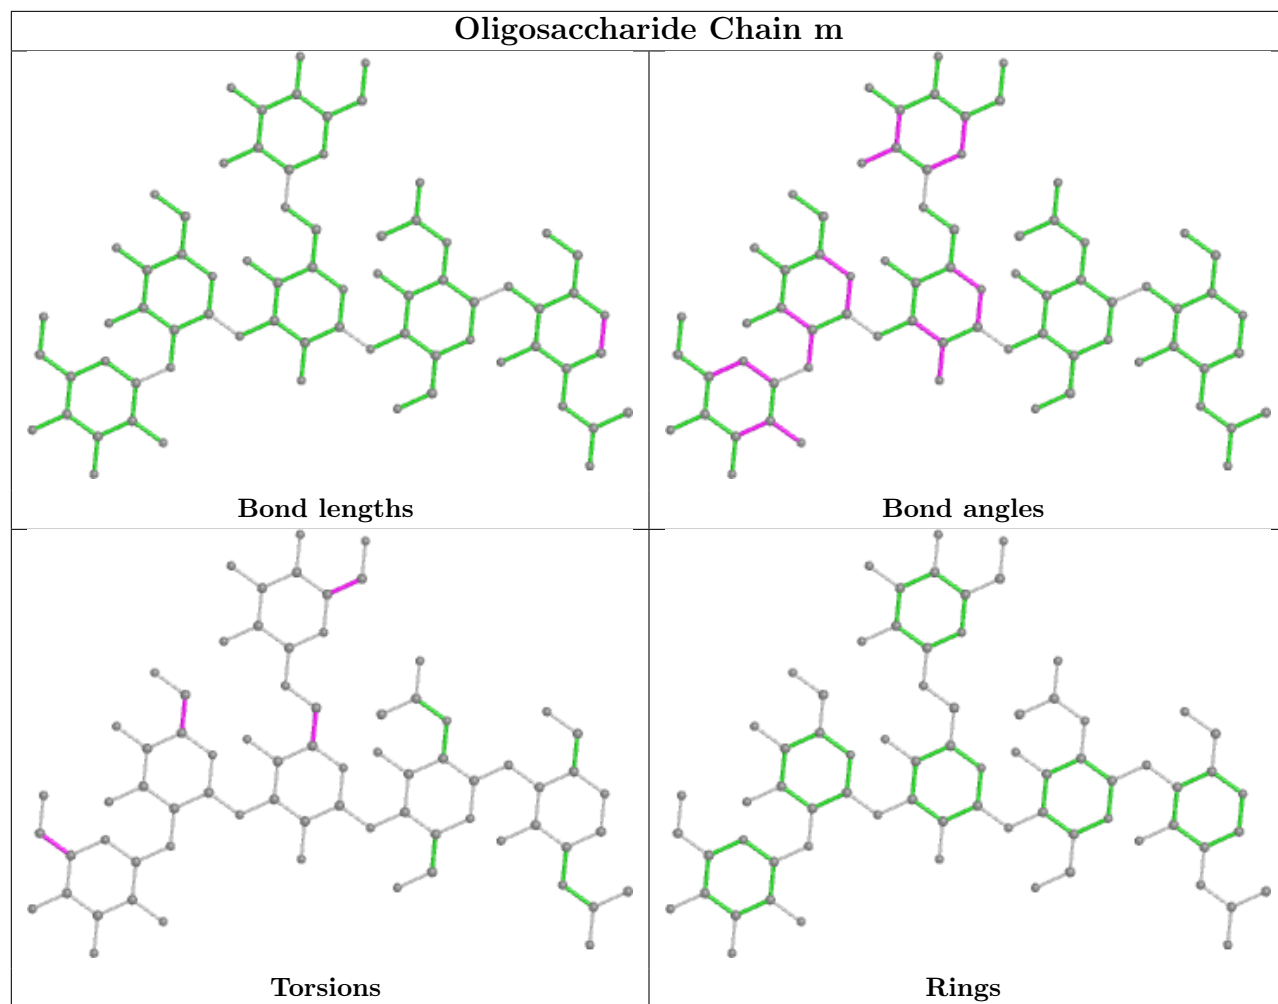 Oligosaccharide Chain m
Bond lengths
Bond angles
Torsions
Rings